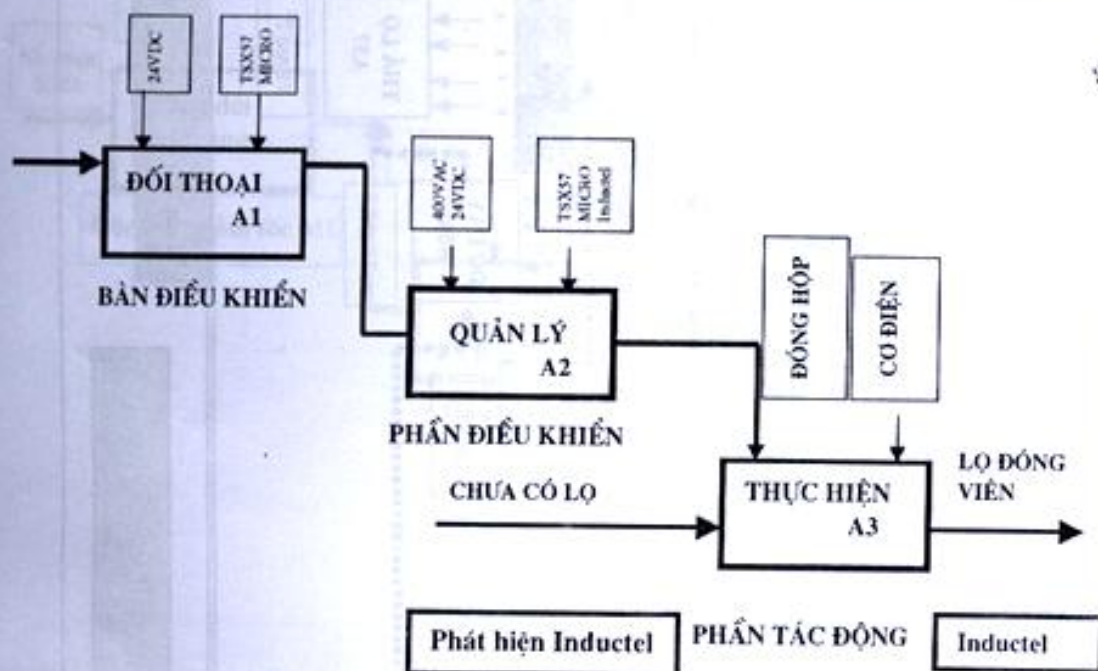 24VDC
TSX57
MICRO
ĐỐI THOẠI
A1
BÀN ĐIỀU KHIỂN
400VAC
24VDC
TSX57
MICRO
Inductel
QUẢN LÝ
A2
PHẦN ĐIỀU KHIỂN
ĐÓNG HỘP
CƠ ĐIỆN
CHƯA CÓ LỌ
THỰC HIỆN
A3
LỌ ĐÓNG
VIÊN
Phát hiện Inductel
PHẦN TÁC ĐỘNG
Inductel